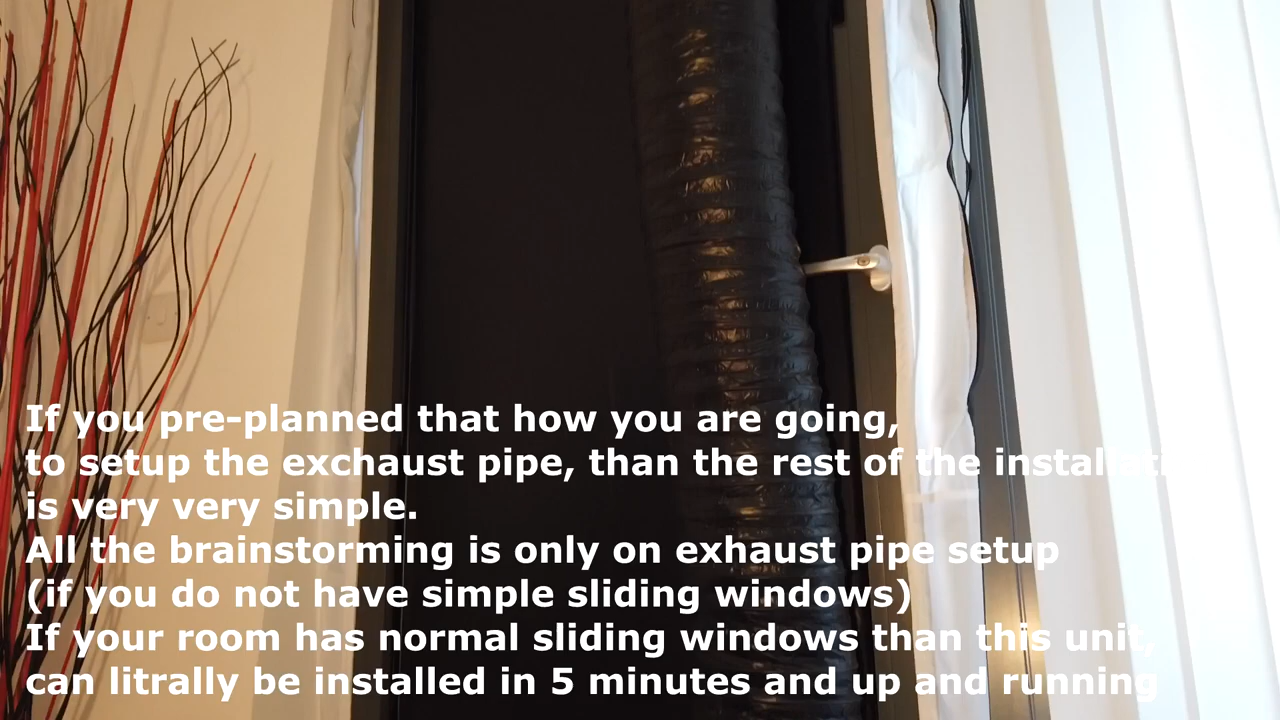 If you pre-planned that how you are going,
to setup the exchaust pipe, than the rest of the installati
is very very simple.
All the brainstorming is only on exhaust pipe setup
(if you do not have simple sliding windows)
If your room has normal sliding windows than this unit,
can litrally be installed in 5 minutes and up and running